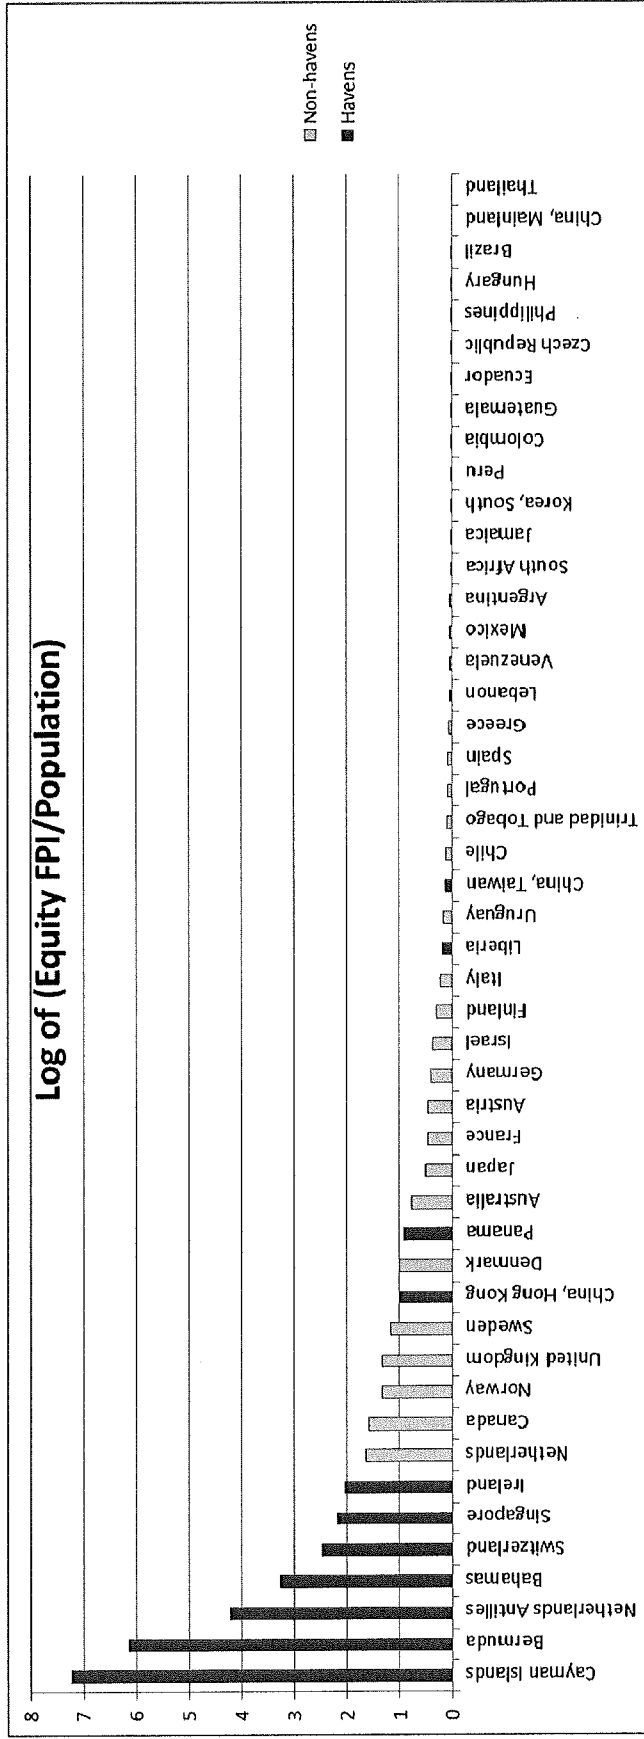 Log of (Equity FPI/Population)
8
7
6
5
4
3
2
1
0
Cayman Islands
Bermuda
Netherlands Antilles
Bahamas
Switzerland
Singapore
Ireland
Netherlands
Canada
Norway
United Kingdom
Sweden
China, Hong Kong
Denmark
Panama
Australia
Japan
France
Austria
Germany
Israel
Finland
Italy
Liberia
Uruguay
China, Taiwan
Chile
Trinidad and Tobago
Portugal
Spain
Greece
Lebanon
Venezuela
Mexico
Argentina
South Africa
Jamaica
Korea, South
Peru
Colombia
Guatemala
Ecuador
Czech Republic
Philippines
Hungary
Brazil
China, Mainland
Thailand
Non-havens
Havens